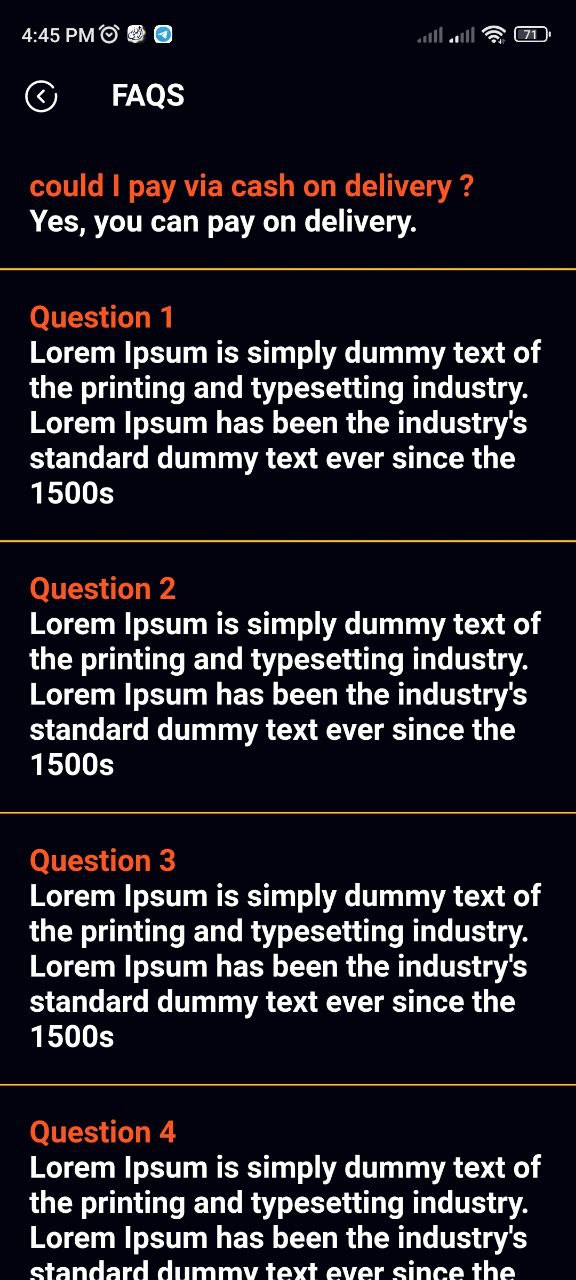 4:45 PM
71
FAQS
could I pay via cash on delivery ?
Yes, you can pay on delivery.
Question 1
Lorem Ipsum is simply dummy text of
the printing and typesetting industry.
Lorem Ipsum has been the industry's
standard dummy text ever since the
1500s
Question 2
Lorem Ipsum is simply dummy text of
the printing and typesetting industry.
Lorem Ipsum has been the industry's
standard dummy text ever since the
1500s
Question 3
Lorem Ipsum is simply dummy text of
the printing and typesetting industry.
Lorem Ipsum has been the industry's
standard dummy text ever since the
1500s
Question 4
Lorem Ipsum is simply dummy text of
the printing and typesetting industry.
Lorem Ipsum has been the industry's
standard dummy text ever since the